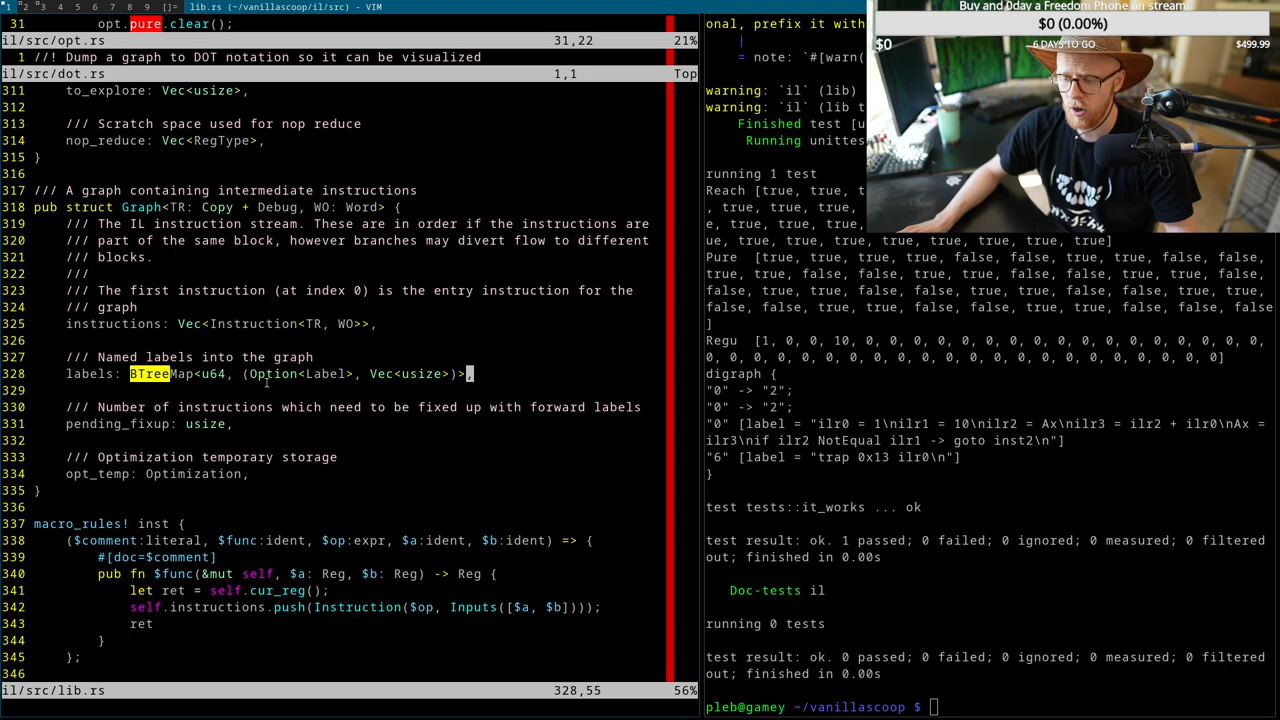 1 2 3 4 5 6 7 8 9 []= lib.rs (~/vanillascoop/il/src) - VIM
31 opt.pure.clear();
il/src/opt.rs 31,22 21%
1 //! Dump a graph to DOT notation so it can be visualized
il/src/dot.rs 1,1 Top
311 to_explore: Vec<usize>,
312
313 /// Scratch space used for nop reduce
314 nop_reduce: Vec<RegType>,
315 }
316
317 /// A graph containing intermediate instructions
318 pub struct Graph<TR: Copy + Debug, WO: Word> {
319 /// The IL instruction stream. These are in order if the instructions are
320 /// part of the same block, however branches may divert flow to different
321 /// blocks.
322 ///
323 /// The first instruction (at index 0) is the entry instruction for the
324 /// graph
325 instructions: Vec<Instruction<TR, WO>>,
326
327 /// Named labels into the graph
328 labels: BTreeMap<u64, (Option<Label>, Vec<usize>)>,
329
330 /// Number of instructions which need to be fixed up with forward labels
331 pending_fixup: usize,
332
333 /// Optimization temporary storage
334 opt_temp: Optimization,
335 }
336
337 macro_rules! inst {
338 ($comment:literal, $func:ident, $op:expr, $a:ident, $b:ident) => {
339 #[doc=$comment]
340 pub fn $func(&mut self, $a: Reg, $b: Reg) -> Reg {
341 let ret = self.cur_reg();
342 self.instructions.push(Instruction($op, Inputs([$a, $b])));
343 ret
344 }
345 };
346
il/src/lib.rs 328,55 56%
onal, prefix it with
|
= note: `#[warn(
warning: `il` (lib)
warning: `il` (lib t
Finished test [u
Running unittes
running 1 test
Reach [true, true, t
, true, true, true,
e, true, true, true,
ue, true, true, true, true, true, true, true]
Pure [true, true, true, true, false, false, true, true, false, false,
true, true, false, false, true, true, false, false, true, true, false,
false, true, true, false, false, true, true, false, false, true, true,
false, false, true, true, false, false, true, true, false, false, false
]
Regu [1, 0, 0, 10, 0, 0, 0, 0, 0, 0, 0, 0, 0, 0, 0, 0, 0, 0, 0, 0, 0,
0, 0, 0, 0, 0, 0, 0, 0, 0, 0, 0, 0, 0, 0, 0, 0, 0, 0, 0]
digraph {
"0" -> "2";
"0" -> "2";
"0" [label = "ilr0 = 1\nilr1 = 10\nilr2 = Ax\nilr3 = ilr2 + ilr0\nAx =
ilr3\nif ilr2 NotEqual ilr1 -> goto inst2\n"]
"6" [label = "trap 0x13 ilr0\n"]
}
test tests::it_works ... ok
test result: ok. 1 passed; 0 failed; 0 ignored; 0 measured; 0 filtered
out; finished in 0.00s
Doc-tests il
running 0 tests
test result: ok. 0 passed; 0 failed; 0 ignored; 0 measured; 0 filtered
out; finished in 0.00s
pleb@gamey ~/vanillascoop $
Buy and 0day a Freedom Phone on stream
$0 (0.00%)
$0 6 DAYS TO GO $499.99